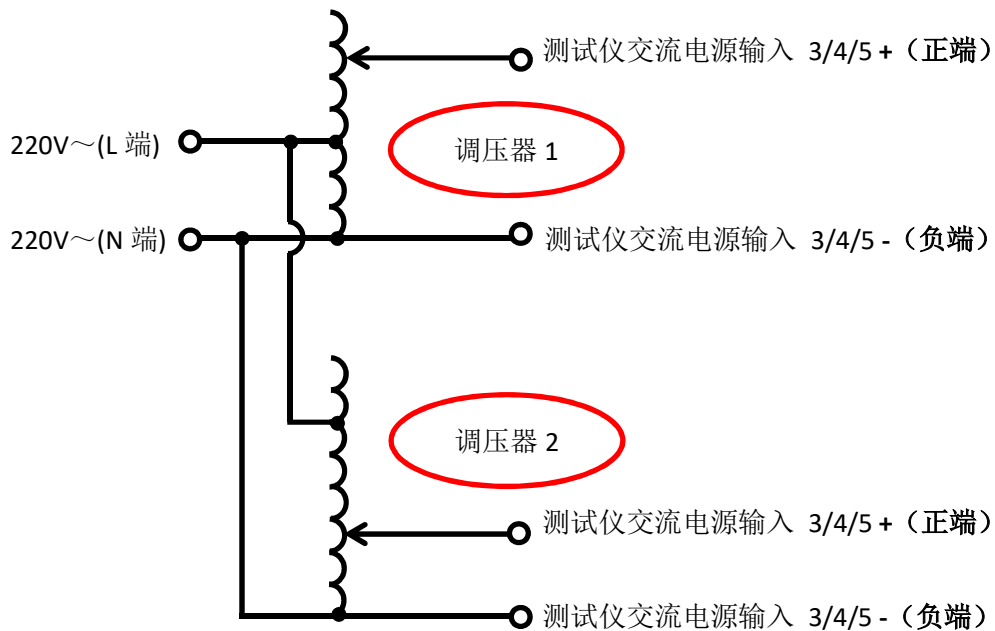 测试仪交流电源输入 3/4/5 +（正端）
220V～(L 端)
调压器 1
220V～(N 端)
测试仪交流电源输入 3/4/5 -（负端）
调压器 2
测试仪交流电源输入 3/4/5 +（正端）
测试仪交流电源输入 3/4/5 -（负端）